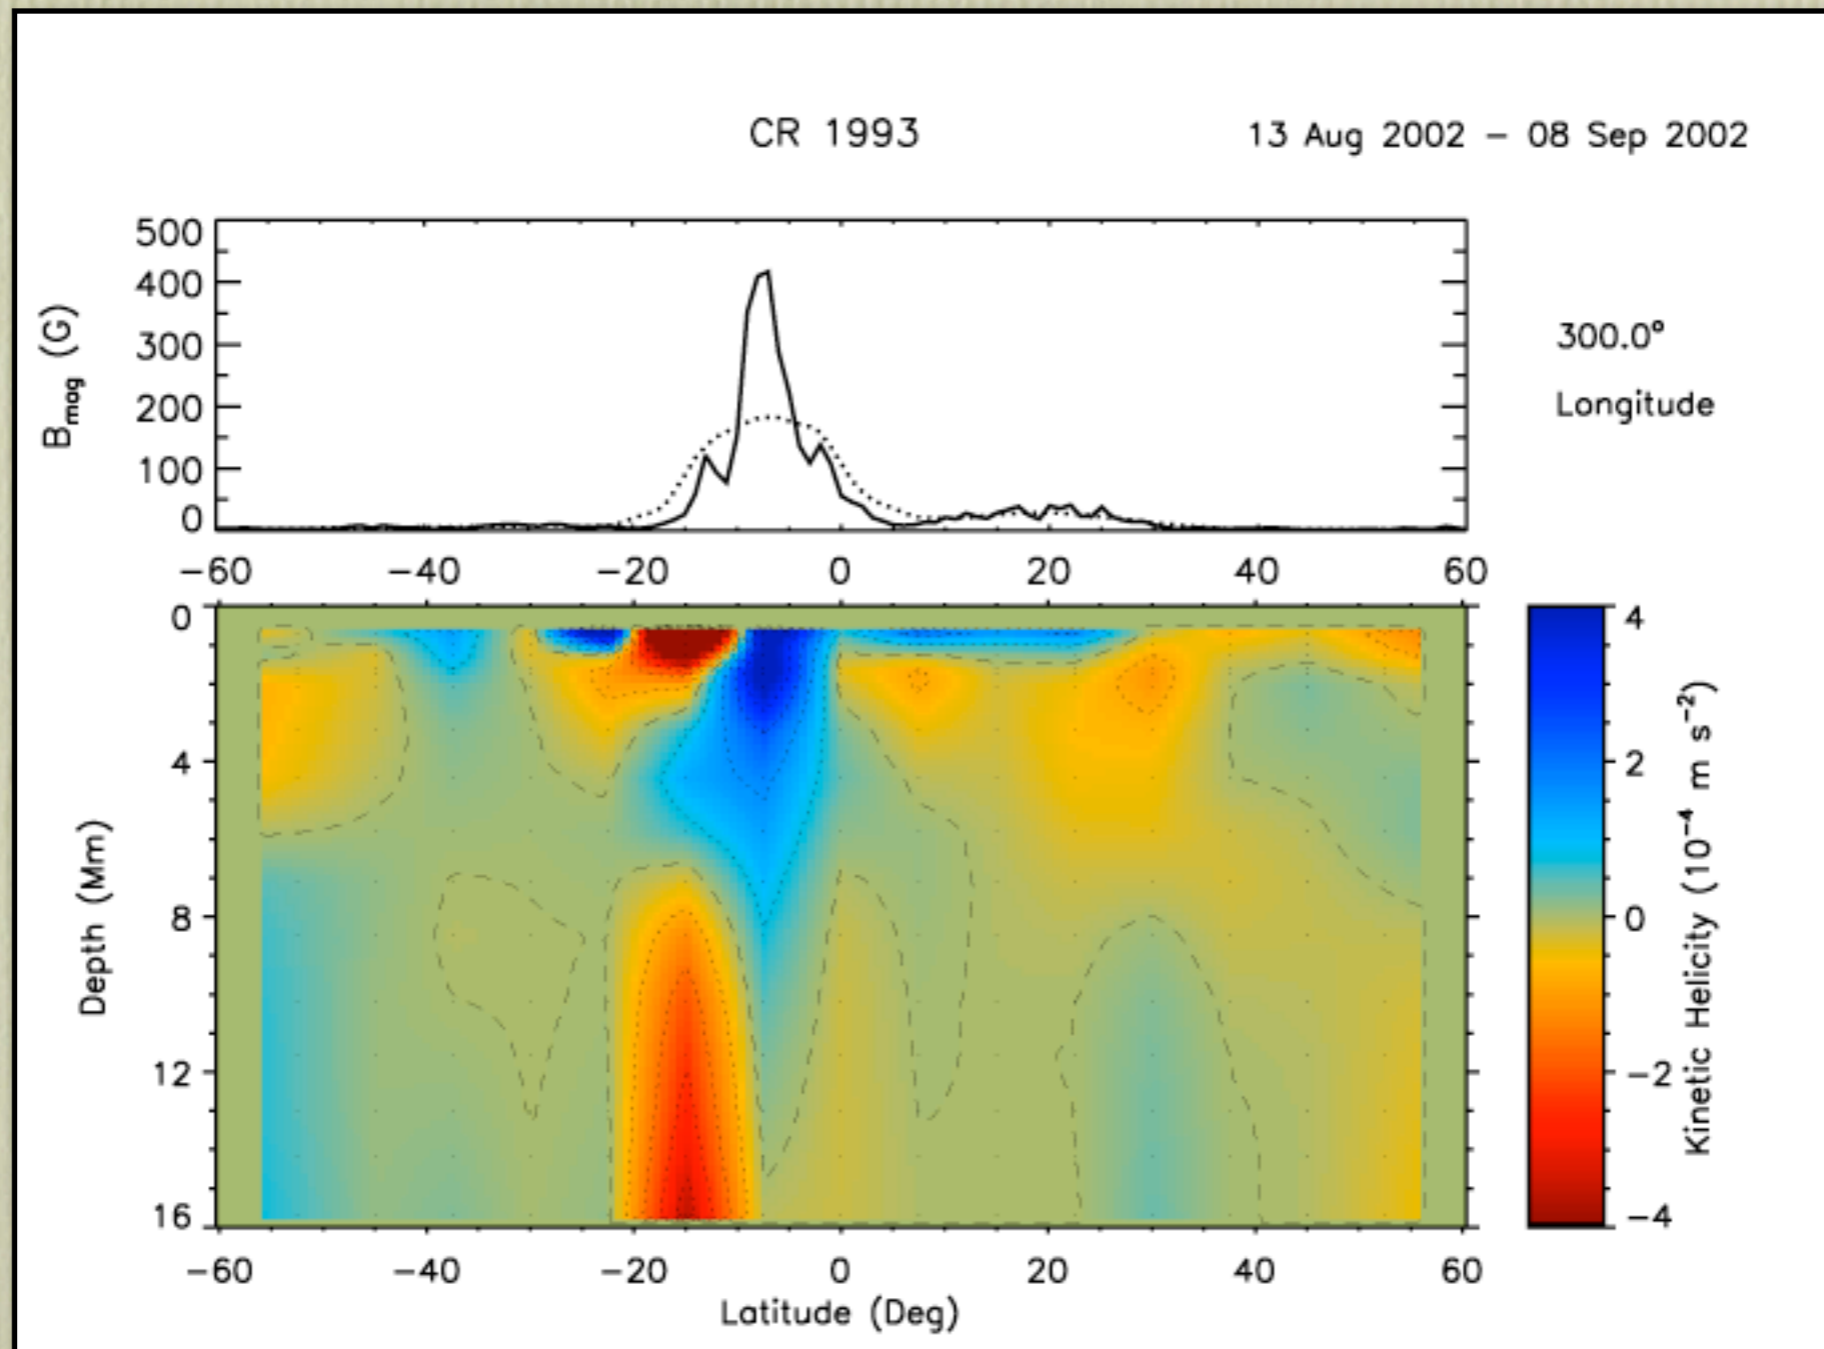 CR 1993
13 Aug 2002 – 08 Sep 2002
500
400
300
200
100
0
B_mag (G)
300.0°
Longitude
−60 −40 −20 0 20 40 60
0
4
8
12
16
Depth (Mm)
−60 −40 −20 0 20 40 60
Latitude (Deg)
4
2
0
−2
−4
Kinetic Helicity (10⁻⁴ m s⁻²)